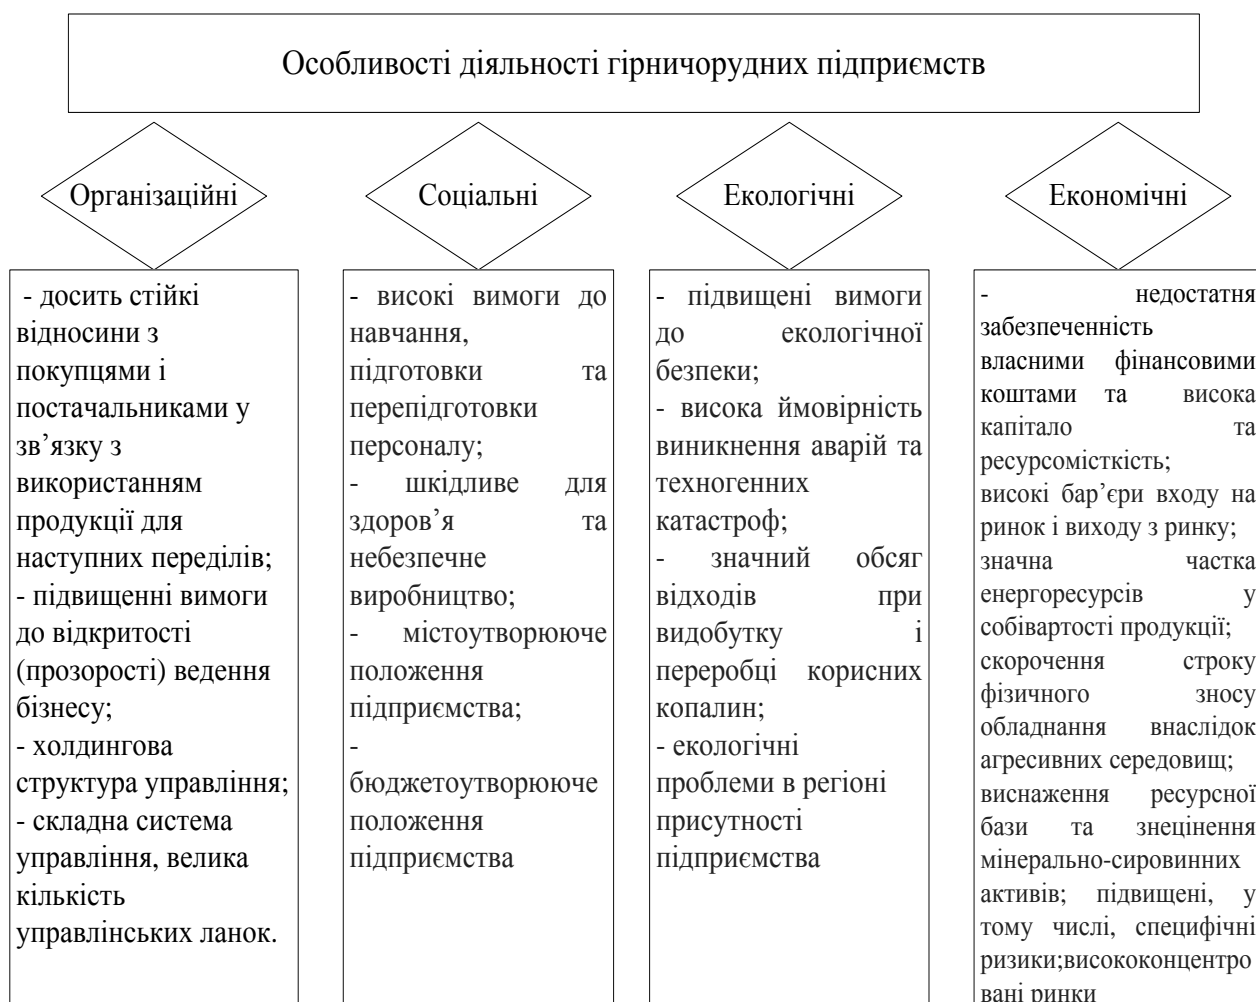 Особливості діяльності гірничорудних підприємств
Організаційні
Соціальні
Екологічні
Економічні
- досить стійкі
відносини з
покупцями і
постачальниками у
зв’язку з
використанням
продукції для
наступних переділів;
- підвищенні вимоги
до відкритості
(прозорості) ведення
бізнесу;
- холдингова
структура управління;
- складна система
управління, велика
кількість
управлінських ланок.
- високі вимоги до
навчання,
підготовки та
перепідготовки
персоналу;
- шкідливе для
здоров’я та
небезпечне
виробництво;
- містоутворююче
положення
підприємства;
-
бюджетоутворююче
положення
підприємства
- підвищені вимоги
до екологічної
безпеки;
- висока ймовірність
виникнення аварій та
техногенних
катастроф;
- значний обсяг
відходів при
видобутку і
переробці корисних
копалин;
- екологічні
проблеми в регіоні
присутності
підприємства
- недостатня
забезпеченність
власними фінансовими
коштами та висока
капітало та
ресурсомісткість;
високі бар’єри входу на
ринок і виходу з ринку;
значна частка
енергоресурсів у
собівартості продукції;
скорочення строку
фізичного зносу
обладнання внаслідок
агресивних середовищ;
виснаження ресурсної
бази та знецінення
мінерально-сировинних
активів; підвищені, у
тому числі, специфічні
ризики;висококонцентро
вані ринки